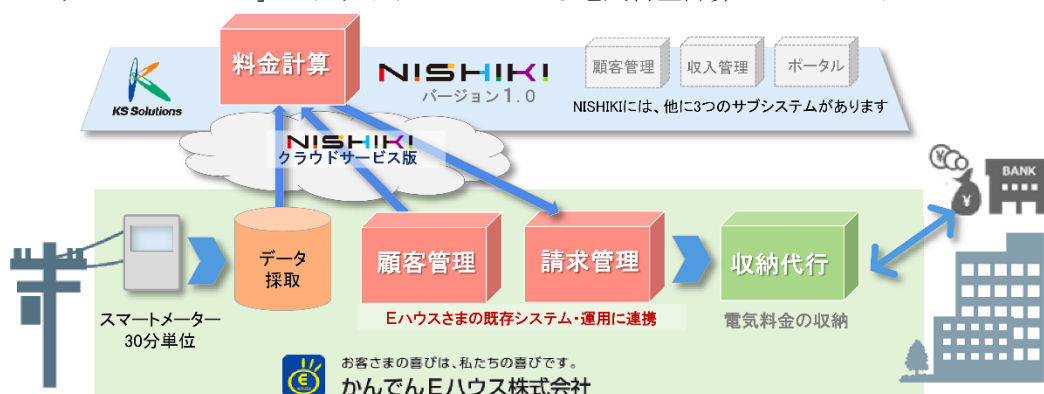 料金計算
NISHIKI
バージョン1.0
顧客管理
収入管理
ポータル
KS Solutions
NISHIKIには、他に3つのサブシステムがあります
NISHIKI
クラウドサービス版
BANK
¥
¥
データ
採取
顧客管理
請求管理
収納代行
スマートメーター
30分単位
Eハウスさまの既存システム・運用に連携
電気料金の収納
お客さまの喜びは、私たちの喜びです。
E
かんでんEハウス株式会社